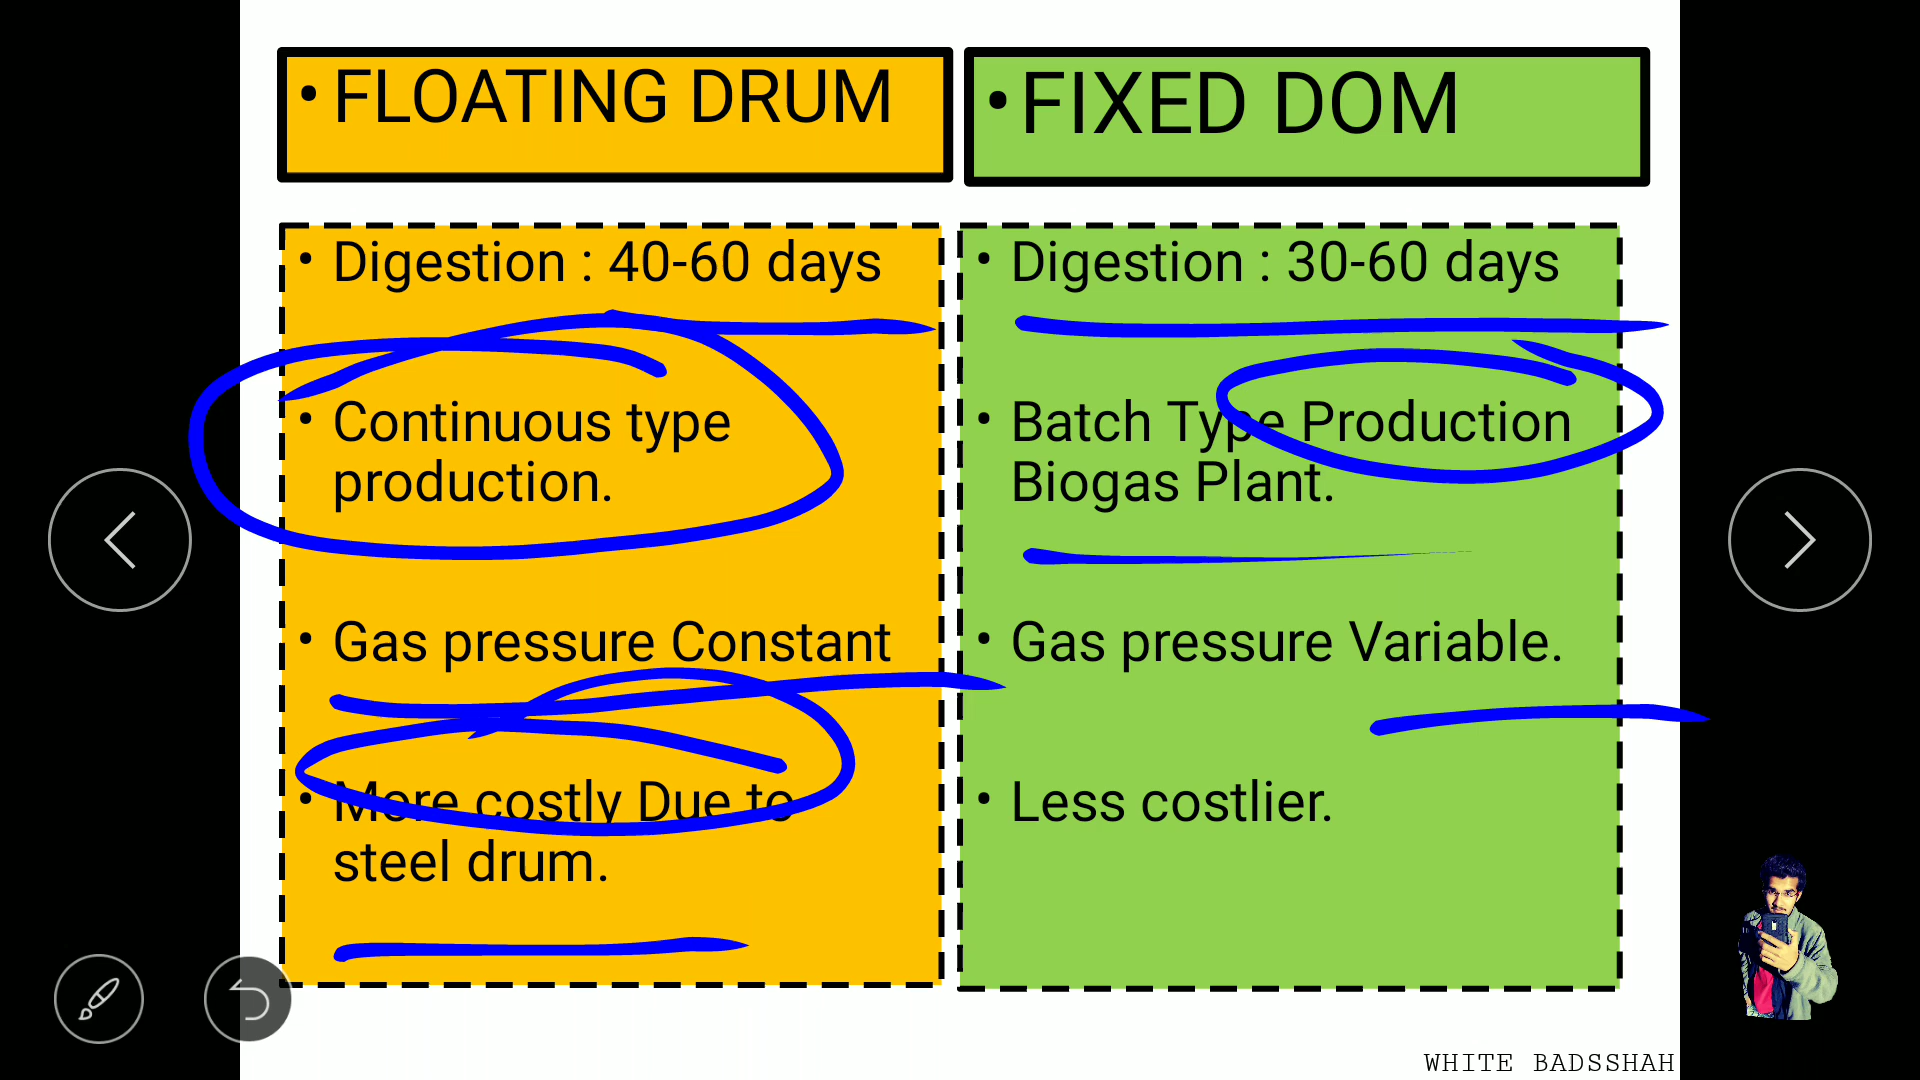 • FLOATING DRUM
• FIXED DOM
• Digestion : 40-60 days
• Continuous type
production.
• Gas pressure Constant
• More costly Due to
steel drum.
• Digestion : 30-60 days
• Batch Type Production
Biogas Plant.
• Gas pressure Variable.
• Less costlier.
WHITE BADSSHAH